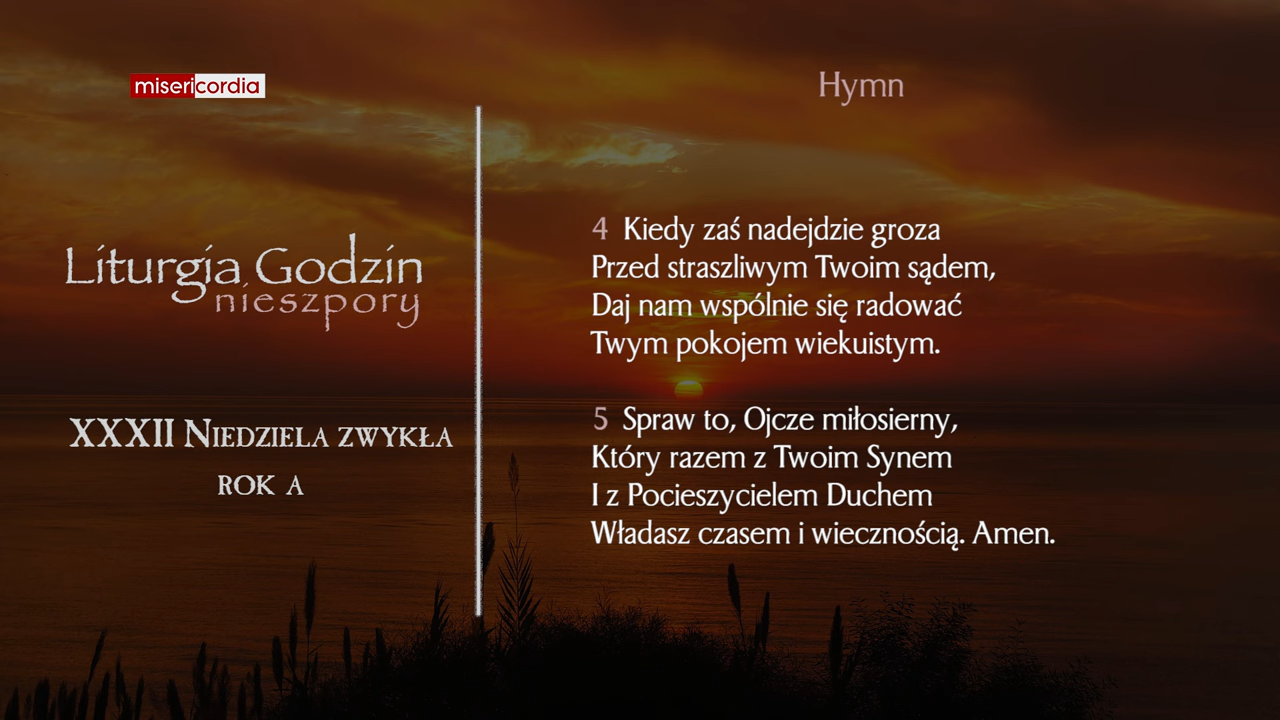 misericordia
Liturgia Godzin
nieszpory
XXXII Niedziela zwykła
rok a
Hymn
4 Kiedy zaś nadejdzie groza
Przed straszliwym Twoim sądem,
Daj nam wspólnie się radować
Twym pokojem wiekuistym.
5 Spraw to, Ojcze miłosierny,
Który razem z Twoim Synem
I z Pocieszycielem Duchem
Władasz czasem i wiecznością. Amen.